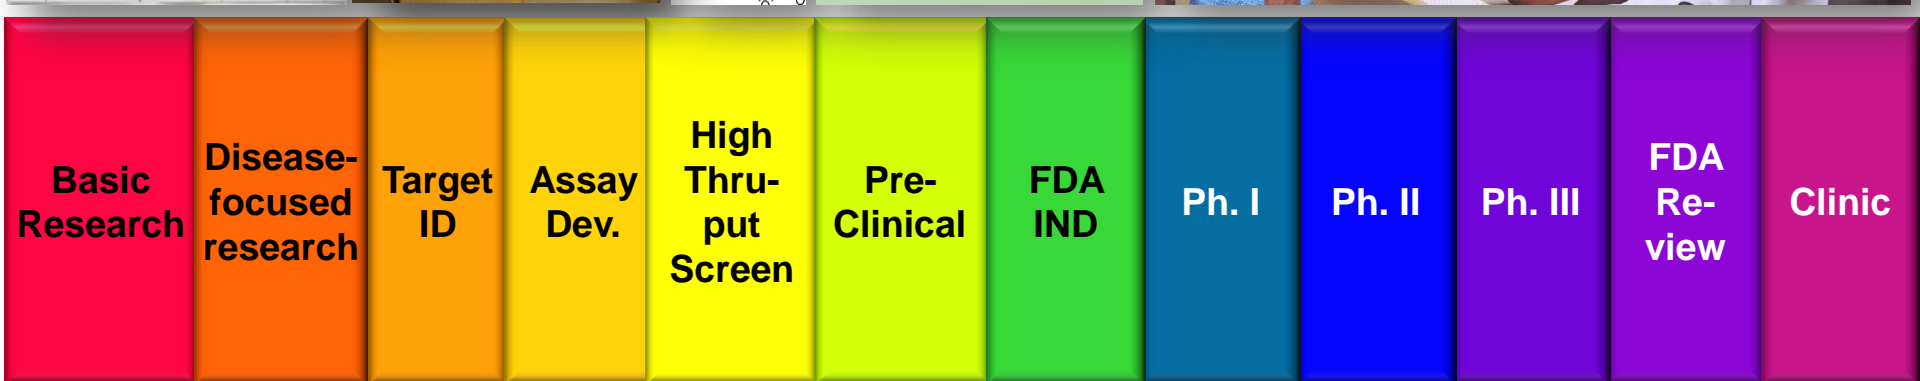 Basic
Research
Disease-
focused
research
Target
ID
Assay
Dev.
High
Thru-
put
Screen
Pre-
Clinical
FDA
IND
Ph. I
Ph. II
Ph. III
FDA
Re-
view
Clinic